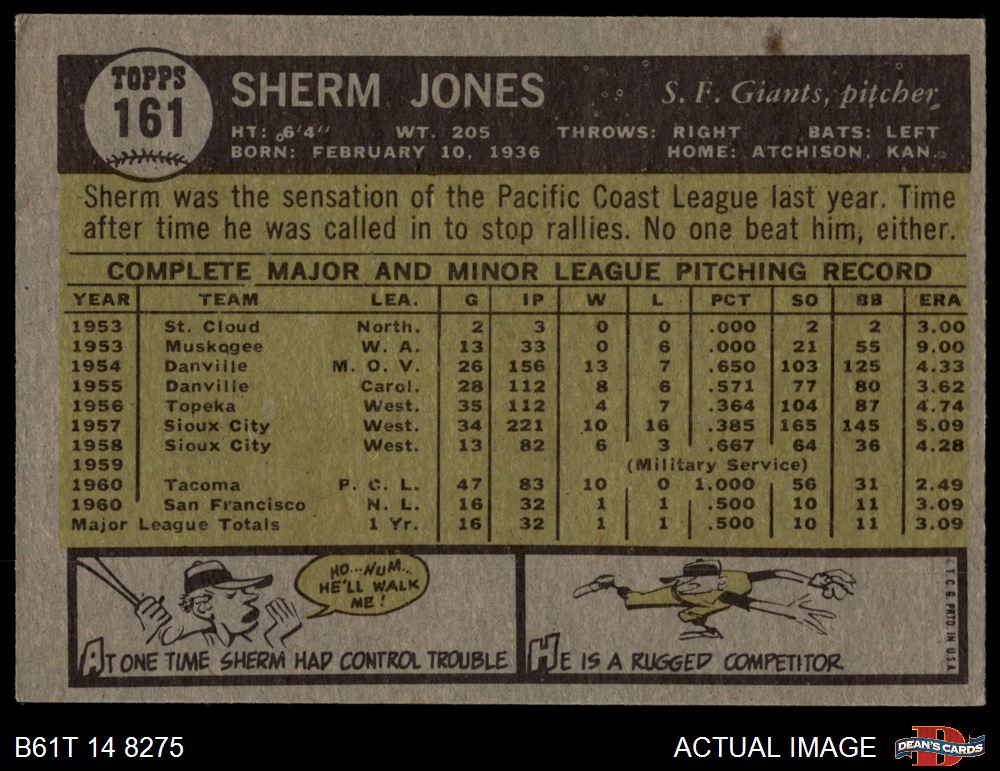 TOPPS
161
SHERM JONES
S. F. Giants, pitcher
HT: 6'4" WT. 205 THROWS: RIGHT BATS: LEFT
BORN: FEBRUARY 10, 1936 HOME: ATCHISON, KAN.
Sherm was the sensation of the Pacific Coast League last year. Time
after time he was called in to stop rallies. No one beat him, either.
COMPLETE MAJOR AND MINOR LEAGUE PITCHING RECORD
YEAR TEAM LEA. G IP W L PCT SO BB ERA
1953 St. Cloud North. 2 3 0 0 .000 2 2 3.00
1953 Muskogee W. A. 13 33 0 6 .000 21 55 9.00
1954 Danville M. O. V. 26 156 13 7 .650 103 125 4.33
1955 Danville Carol. 28 112 8 6 .571 77 80 3.62
1956 Topeka West. 35 112 4 7 .364 104 87 4.74
1957 Sioux City West. 34 221 10 16 .385 165 145 5.09
1958 Sioux City West. 13 82 6 3 .667 64 36 4.28
1959 (Military Service)
1960 Tacoma P. C. L. 47 83 10 0 1.000 56 31 2.49
1960 San Francisco N. L. 16 32 1 1 .500 10 11 3.09
Major League Totals 1 Yr. 16 32 1 1 .500 10 11 3.09
HO--HUM...
HE'LL WALK
ME!
AT ONE TIME SHERM HAD CONTROL TROUBLE
HE IS A RUGGED COMPETITOR
T. C. G. PRTD. IN U.S.A.
B61T 14 8275
ACTUAL IMAGE
D
DEAN'S CARDS